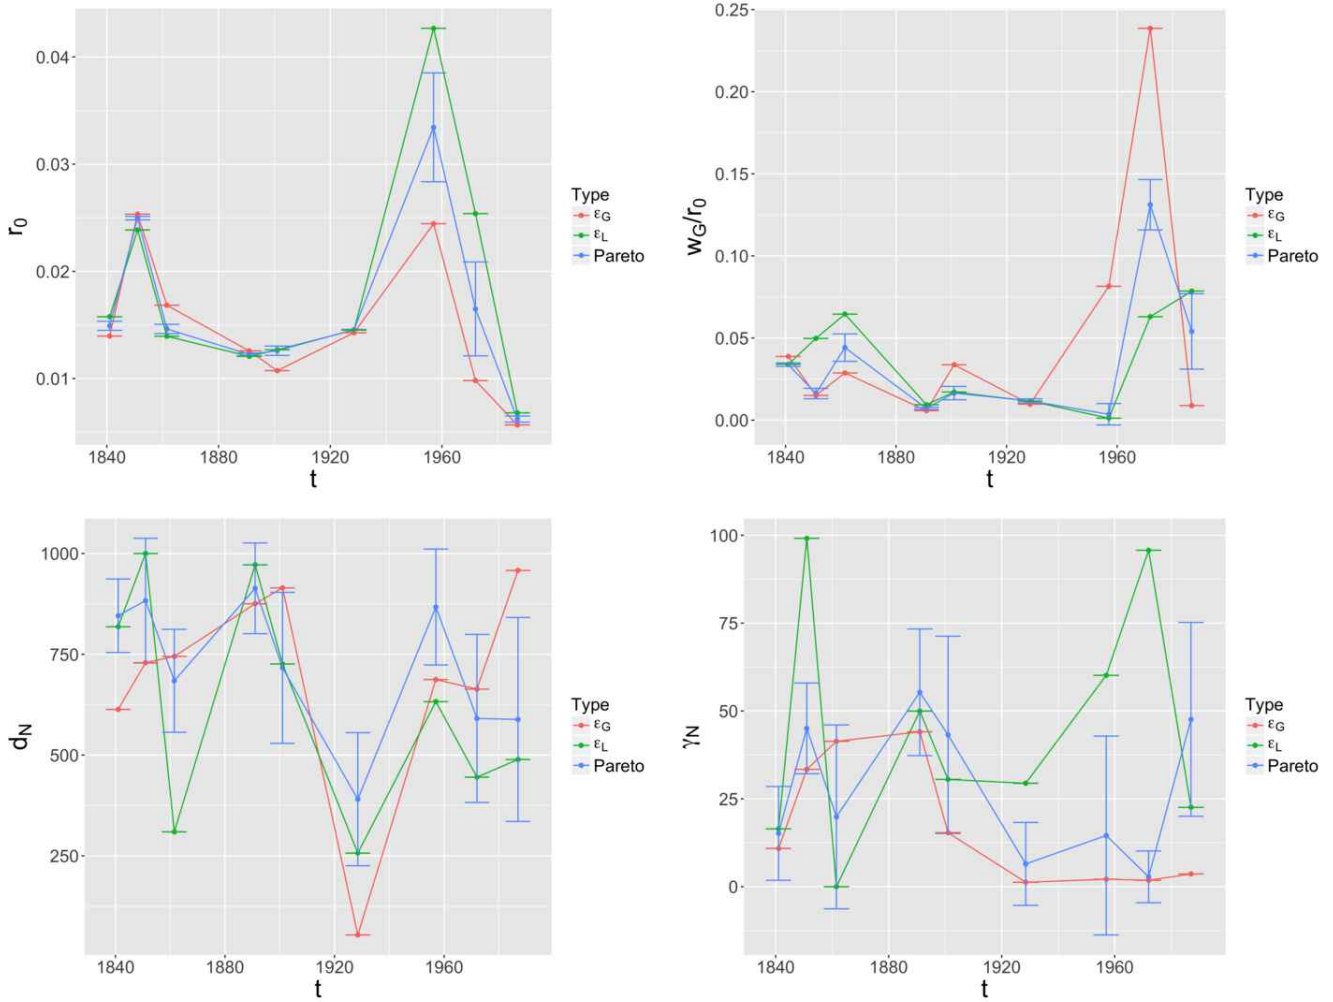 0.04
0.03
0.02
0.01
r0
1840 1880 1920 1960
t
Type
εG
εL
Pareto
0.25
0.20
0.15
0.10
0.05
0.00
wG/r0
1840 1880 1920 1960
t
Type
εG
εL
Pareto
1000
750
500
250
dN
1840 1880 1920 1960
t
Type
εG
εL
Pareto
100
75
50
25
0
γN
1840 1880 1920 1960
t
Type
εG
εL
Pareto